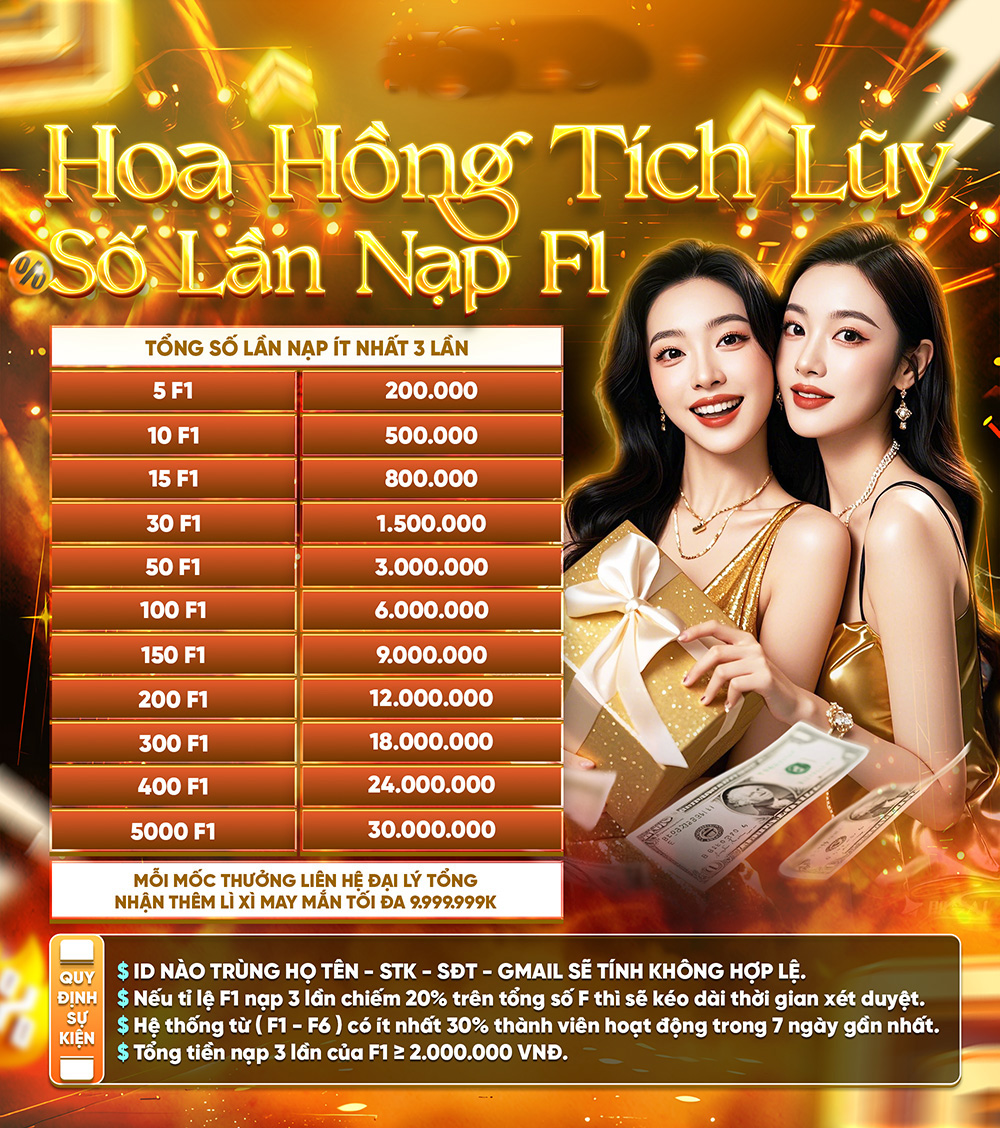 Hoa Hồng Tích Lũy
% Số Lần Nạp F1
TỔNG SỐ LẦN NẠP ÍT NHẤT 3 LẦN
5 F1 200.000
10 F1 500.000
15 F1 800.000
30 F1 1.500.000
50 F1 3.000.000
100 F1 6.000.000
150 F1 9.000.000
200 F1 12.000.000
300 F1 18.000.000
400 F1 24.000.000
5000 F1 30.000.000
MỖI MỐC THƯỞNG LIÊN HỆ ĐẠI LÝ TỔNG
NHẬN THÊM LÌ XÌ MAY MẮN TỐI ĐA 9.999.999K
QUY
ĐỊNH
SỰ
KIỆN
$ ID NÀO TRÙNG HỌ TÊN - STK - SĐT - GMAIL SẼ TÍNH KHÔNG HỢP LỆ.
$ Nếu tỉ lệ F1 nạp 3 lần chiếm 20% trên tổng số F thì sẽ kéo dài thời gian xét duyệt.
$ Hệ thống từ ( F1 - F6 ) có ít nhất 30% thành viên hoạt động trong 7 ngày gần nhất.
$ Tổng tiền nạp 3 lần của F1 ≥ 2.000.000 VNĐ.